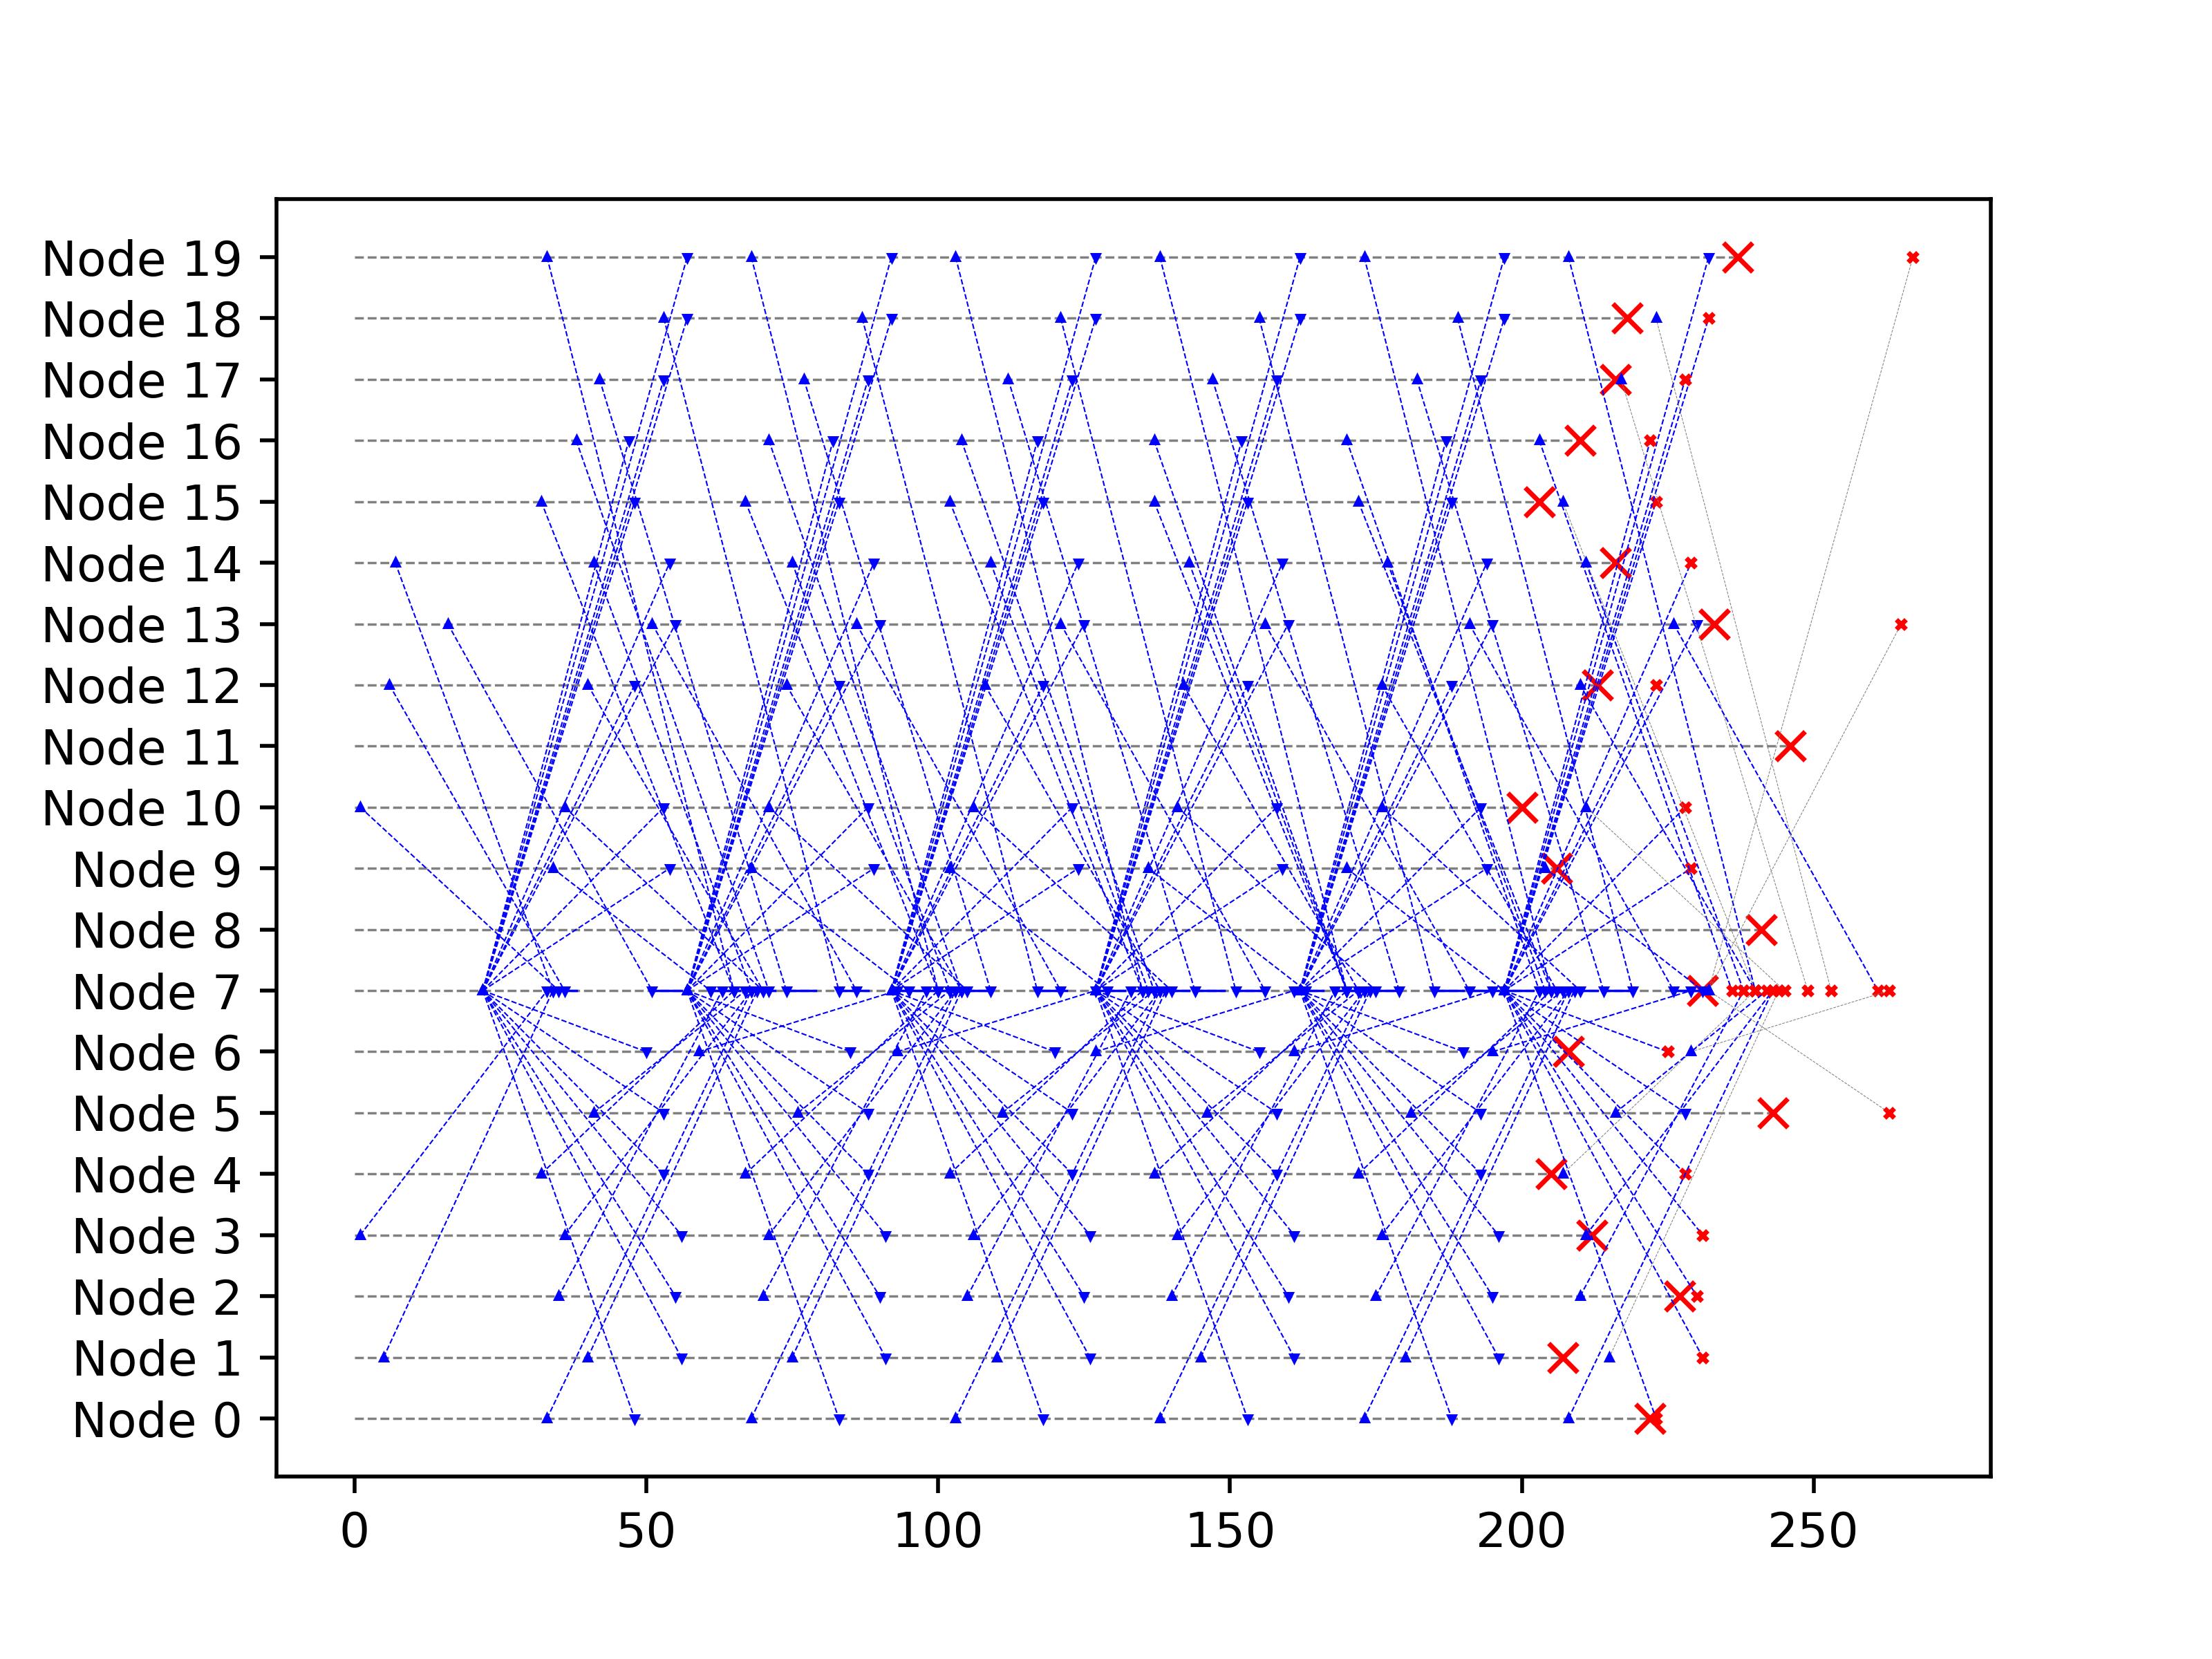 Node 19
Node 18
Node 17
Node 16
Node 15
Node 14
Node 13
Node 12
Node 11
Node 10
Node 9
Node 8
Node 7
Node 6
Node 5
Node 4
Node 3
Node 2
Node 1
Node 0
0 50 100 150 200 250